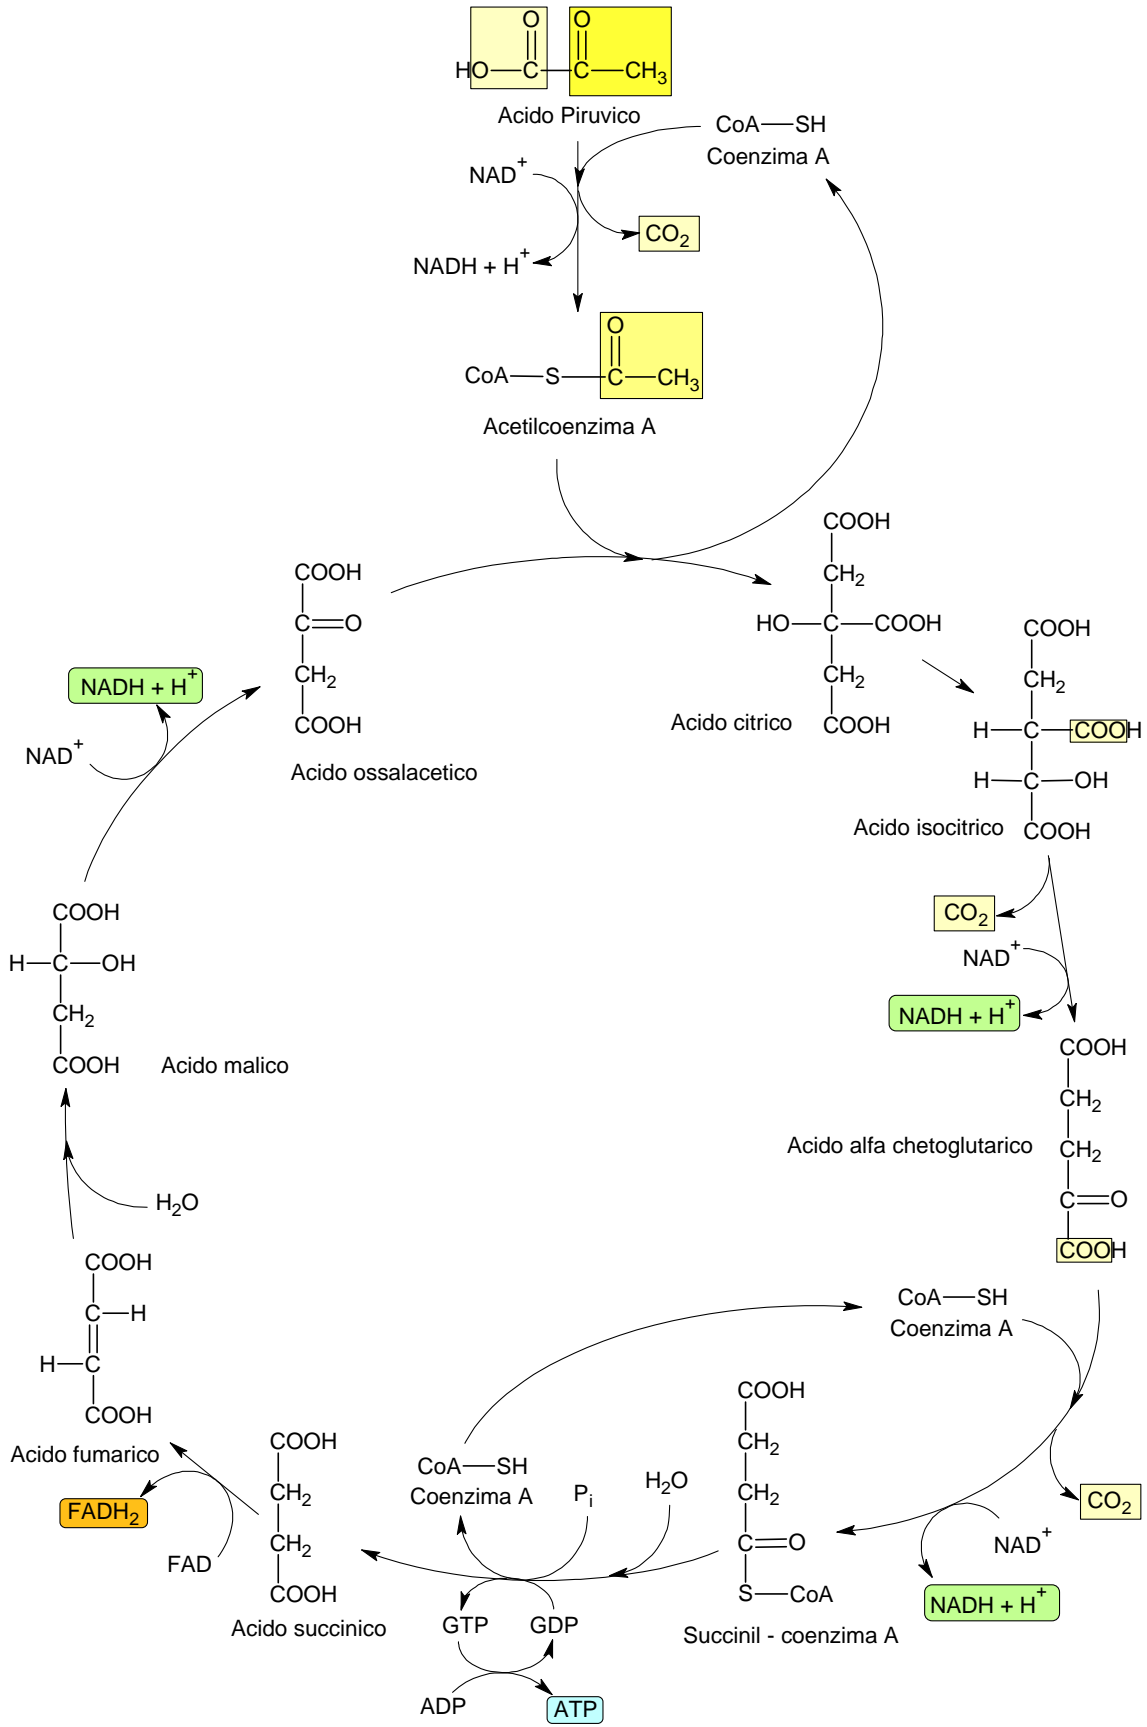 O O
HO C C CH3
Acido Piruvico
CoA SH
Coenzima A
NAD+
CO2
NADH + H+
O
CoA S C CH3
Acetilcoenzima A
COOH
CH2
HO C COOH
CH2
COOH
Acido citrico
COOH
C O
CH2
COOH
Acido ossalacetico
NADH + H+
NAD+
COOH
CH2
H C COOH
H C OH
COOH
Acido isocitrico
CO2
NAD+
NADH + H+
COOH
H C OH
CH2
COOH
Acido malico
COOH
CH2
CH2
C O
COOH
Acido alfa chetoglutarico
H2O
COOH
C H
H C
COOH
Acido fumarico
CoA SH
Coenzima A
CO2
NAD+
NADH + H+
COOH
CH2
CH2
C O
S CoA
Succinil - coenzima A
H2O
Pi
CoA SH
Coenzima A
GTP GDP
ADP ATP
COOH
CH2
CH2
COOH
Acido succinico
FADH2
FAD